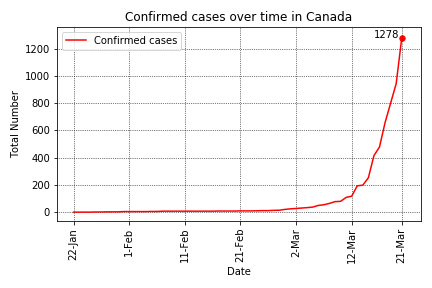 Confirmed cases over time in Canada
Confirmed cases
1278
Total Number
1200
1000
800
600
400
200
0
22-Jan
1-Feb
11-Feb
21-Feb
2-Mar
12-Mar
21-Mar
Date